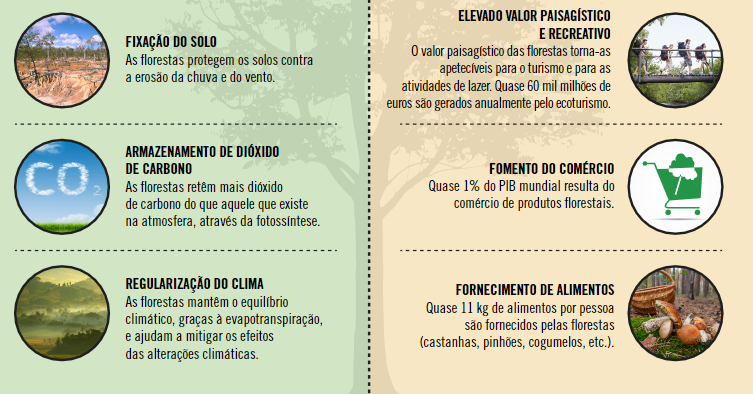 FIXAÇÃO DO SOLO
As florestas protegem os solos contra
a erosão da chuva e do vento.
ARMAZENAMENTO DE DIÓXIDO
DE CARBONO
As florestas retêm mais dióxido
de carbono do que aquele que existe
na atmosfera, através da fotossíntese.
CO2
REGULARIZAÇÃO DO CLIMA
As florestas mantêm o equilíbrio
climático, graças à evapotranspiração,
e ajudam a mitigar os efeitos
das alterações climáticas.
ELEVADO VALOR PAISAGÍSTICO
E RECREATIVO
O valor paisagístico das florestas torna-as
apetecíveis para o turismo e para as
atividades de lazer. Quase 60 mil milhões de
euros são gerados anualmente pelo ecoturismo.
FOMENTO DO COMÉRCIO
Quase 1% do PIB mundial resulta do
comércio de produtos florestais.
FORNECIMENTO DE ALIMENTOS
Quase 11 kg de alimentos por pessoa
são fornecidos pelas florestas
(castanhas, pinhões, cogumelos, etc.).